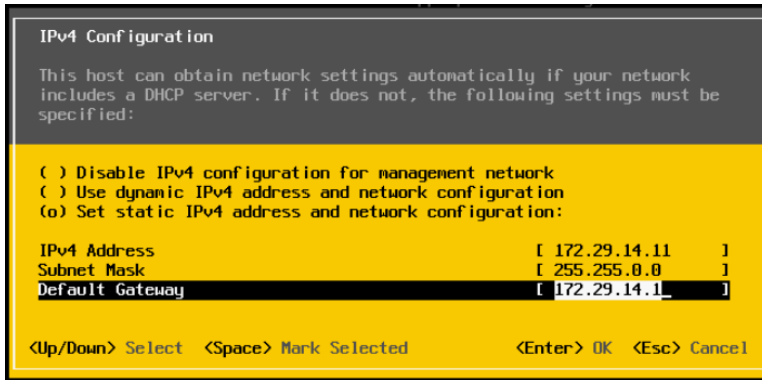 IPv4 Configuration
This host can obtain network settings automatically if your network
includes a DHCP server. If it does not, the following settings must be
specified:
( ) Disable IPv4 configuration for management network
( ) Use dynamic IPv4 address and network configuration
(o) Set static IPv4 address and network configuration:
IPv4 Address [ 172.29.14.11 ]
Subnet Mask [ 255.255.0.0 ]
Default Gateway [ 172.29.14.1_ ]
<Up/Down> Select <Space> Mark Selected <Enter> OK <Esc> Cancel